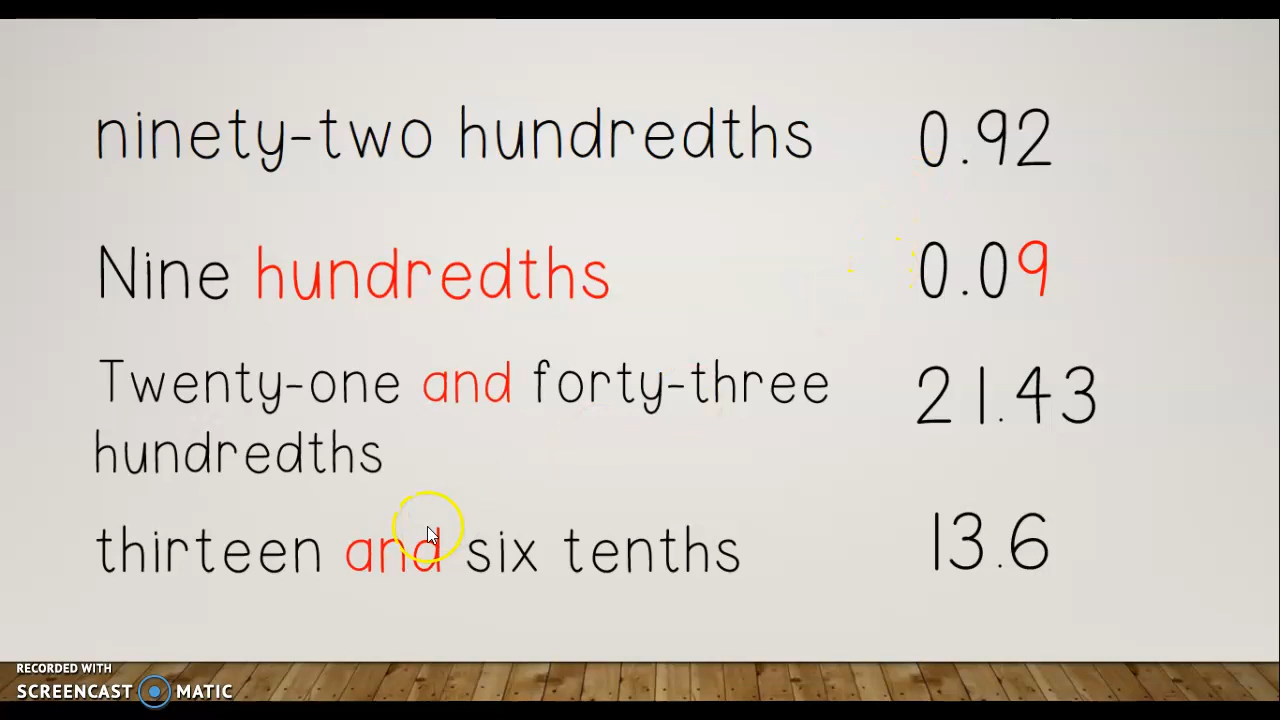 ninety-two hundredths 0.92
Nine hundredths 0.09
Twenty-one and forty-three 21.43
hundredths
thirteen and six tenths 13.6
RECORDED WITH
SCREENCAST MATIC